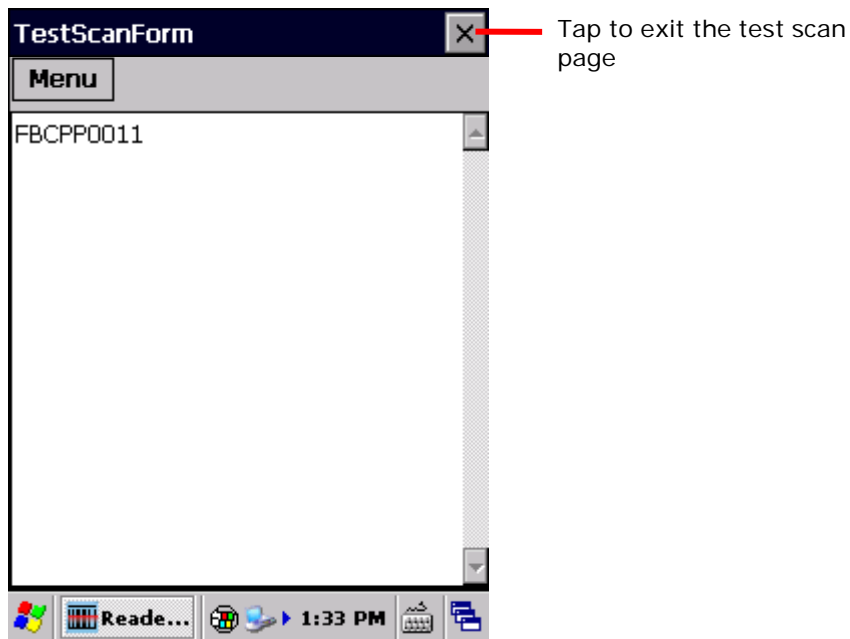 TestScanForm
Tap to exit the test scan
page
Menu
FBCPP0011
Reade...
1:33 PM